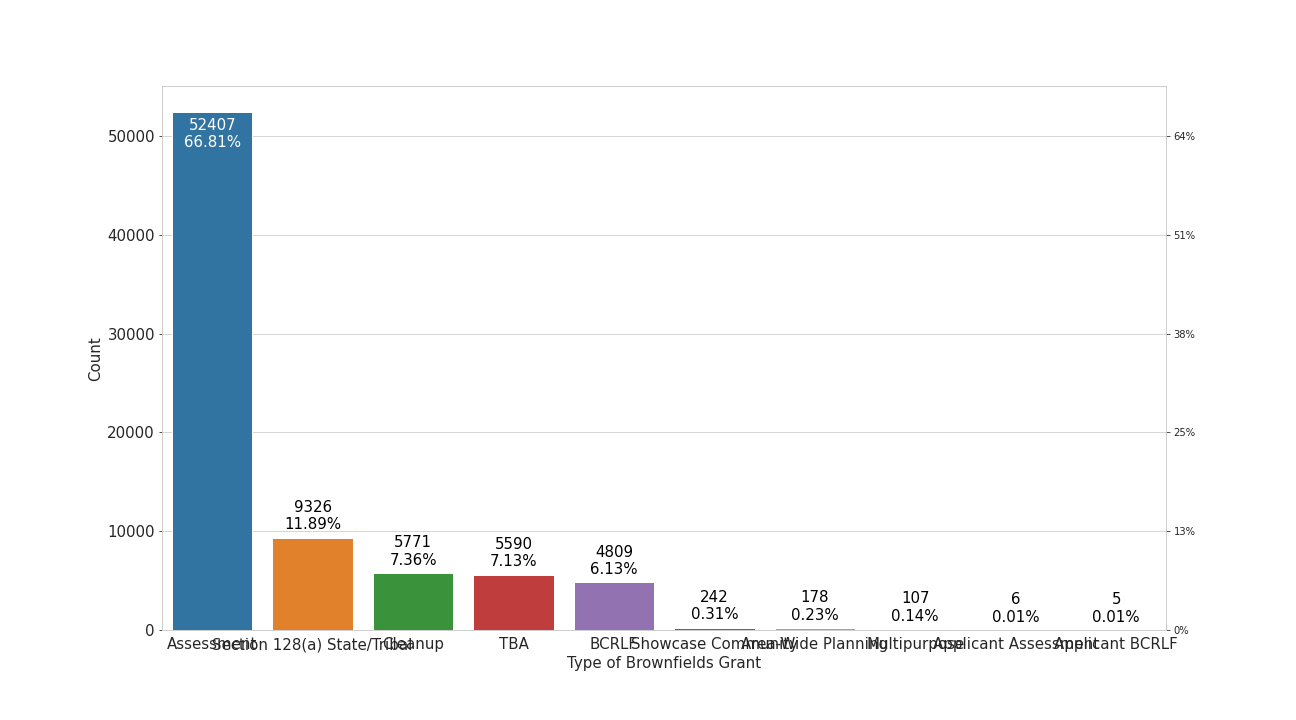 52407
66.81%
9326
11.89%
5771
7.36%
5590
7.13%
4809
6.13%
242
0.31%
178
0.23%
107
0.14%
6
0.01%
5
0.01%
50000
40000
30000
20000
10000
0
Count
64%
51%
38%
25%
13%
0%
Assessment
Section 128(a) State/Tribal
Cleanup
TBA
BCRLF
Showcase Community
Area-Wide Planning
Multipurpose
Applicant Assessment
Applicant BCRLF
Type of Brownfields Grant